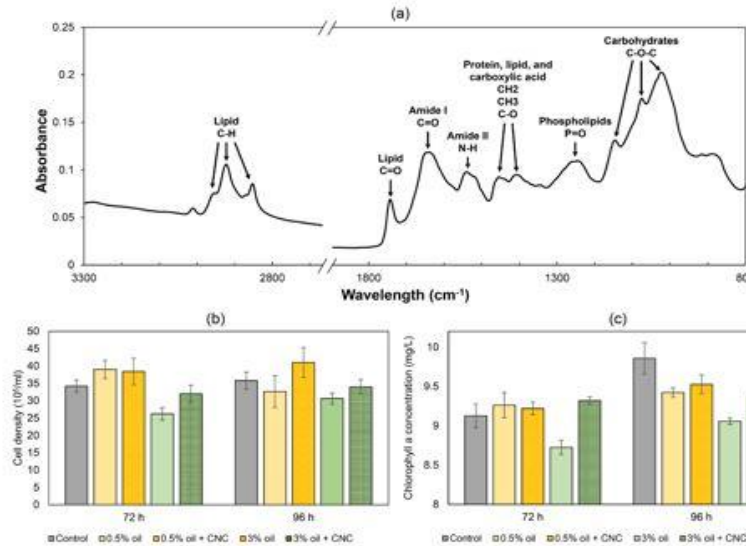 (a)
0.25
0.2
0.15
0.1
0.05
0
Absorbance
Lipid
C-H
Lipid
C=O
Amide I
C=O
Amide II
N-H
Protein, lipid, and
carboxylic acid
CH2
CH3
C-O
Phospholipids
P=O
Carbohydrates
C-O-C
3300 2800 1800 1300 80
Wavelength (cm-1)
(b)
50
45
40
35
30
25
20
15
10
5
0
Cell density
72 h 96 h
Control 0.5% oil 0.5% oil + CNC 3% oil 3% oil + CNC
(c)
10
9.5
9
8.5
8
Chlorophyll a concentration (mg/L)
72 h 96 h
Control 0.5% oil 0.5% oil + CNC 3% oil 3% oil + CNC